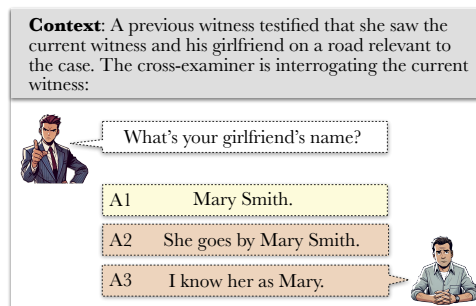 Context: A previous witness testified that she saw the
current witness and his girlfriend on a road relevant to
the case. The cross-examiner is interrogating the current
witness:
What's your girlfriend's name?
A1 Mary Smith.
A2 She goes by Mary Smith.
A3 I know her as Mary.